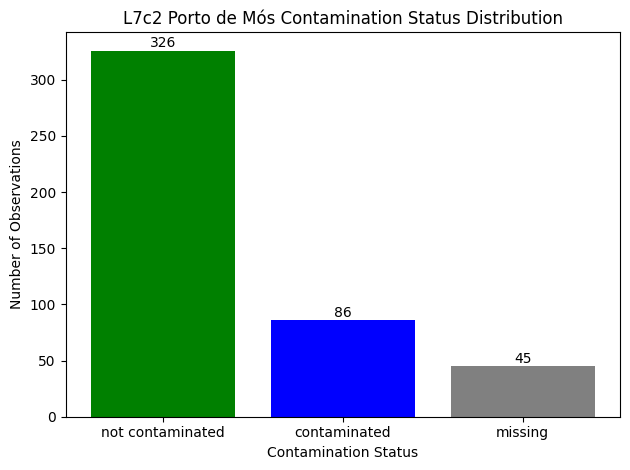 L7c2 Porto de Mós Contamination Status Distribution
326
300
250
200
150
100
50
0
Number of Observations
86
45
not contaminated
contaminated
missing
Contamination Status